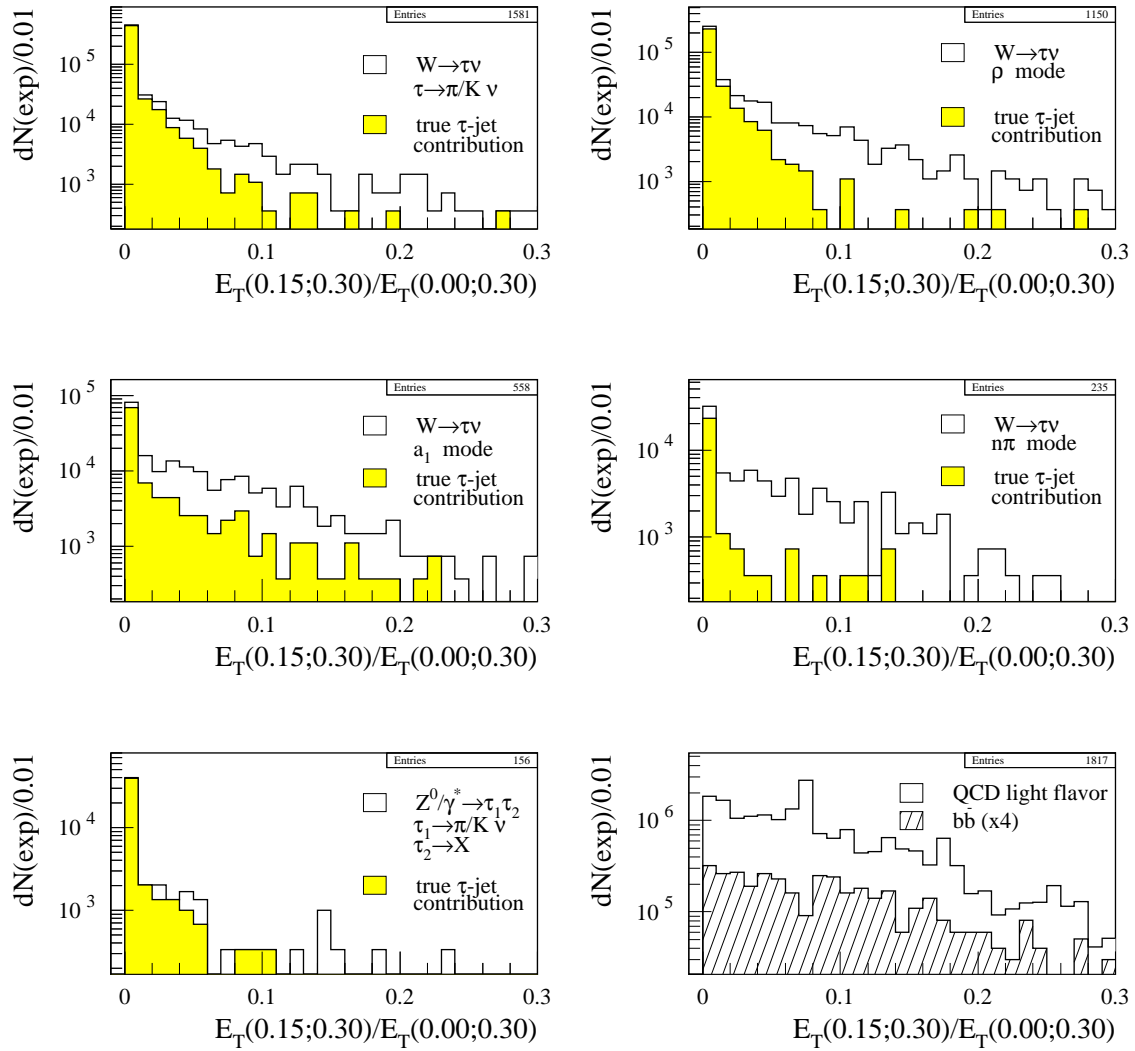 Entries 1581
dN(exp)/0.01
W→τν
τ→π/K ν
true τ-jet
contribution
10^5
10^4
10^3
0 0.1 0.2 0.3
E_T(0.15;0.30)/E_T(0.00;0.30)
Entries 1150
dN(exp)/0.01
W→τν
ρ mode
true τ-jet
contribution
10^5
10^4
10^3
0 0.1 0.2 0.3
E_T(0.15;0.30)/E_T(0.00;0.30)
Entries 558
dN(exp)/0.01
W→τν
a_1 mode
true τ-jet
contribution
10^5
10^4
10^3
0 0.1 0.2 0.3
E_T(0.15;0.30)/E_T(0.00;0.30)
Entries 235
dN(exp)/0.01
W→τν
nπ mode
true τ-jet
contribution
10^4
10^3
0 0.1 0.2 0.3
E_T(0.15;0.30)/E_T(0.00;0.30)
Entries 156
dN(exp)/0.01
Z^0/γ^*→τ_1τ_2
τ_1→π/K ν
τ_2→X
true τ-jet
contribution
10^4
10^3
0 0.1 0.2 0.3
E_T(0.15;0.30)/E_T(0.00;0.30)
Entries 1817
dN(exp)/0.01
QCD light flavor
bb̄ (x4)
10^6
10^5
0 0.1 0.2 0.3
E_T(0.15;0.30)/E_T(0.00;0.30)